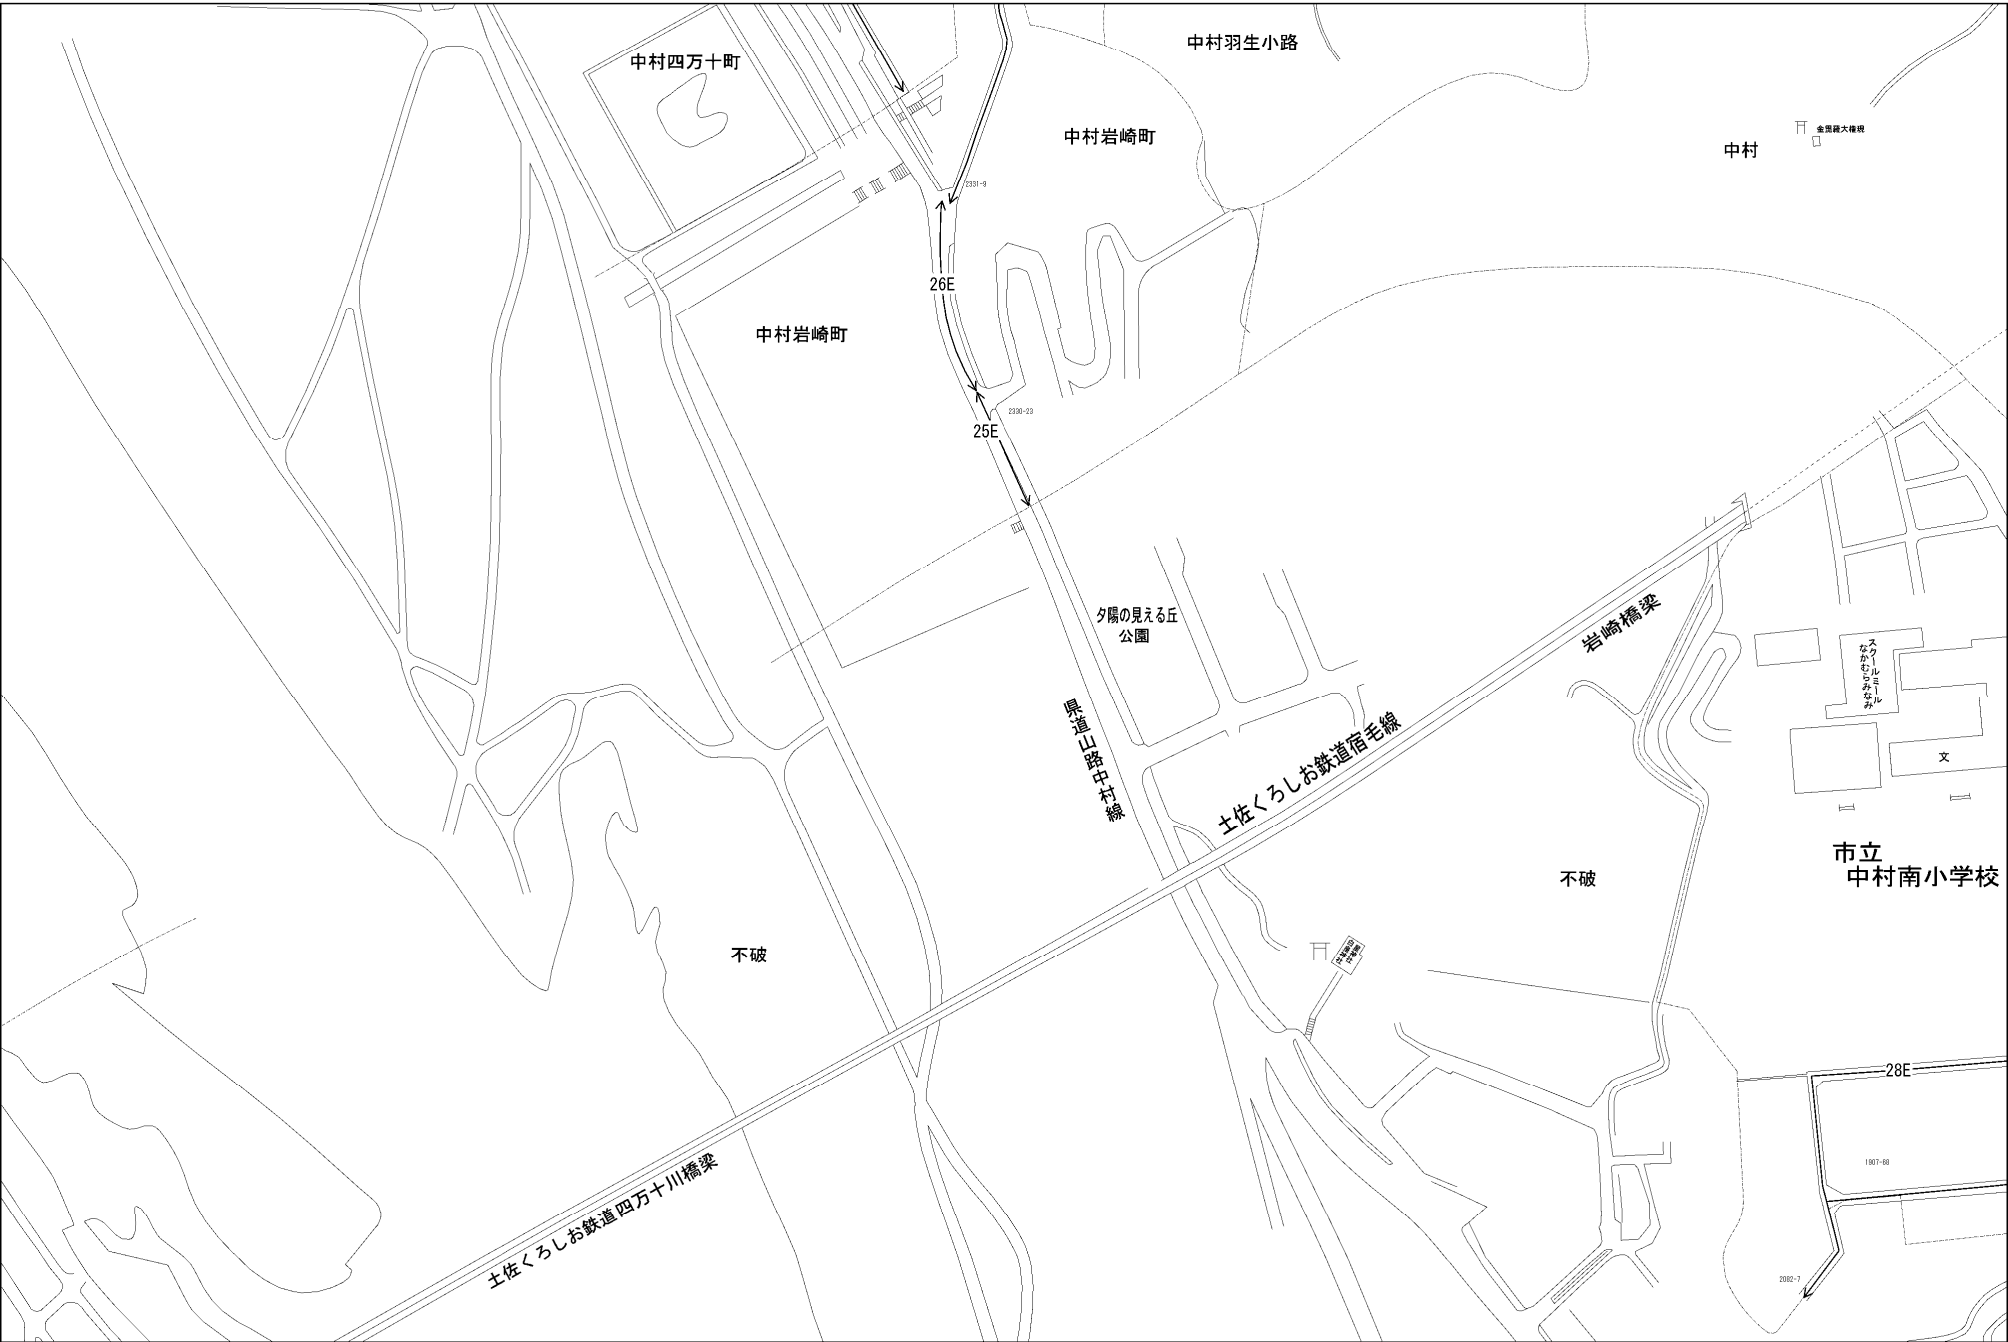 中村四万十町
中村羽生小路
中村岩崎町
中村
金毘羅大権現
2331-9
26E
中村岩崎町
2330-23
25E
夕陽の見える丘
公園
岩崎橋梁
スクールミール
なかむらみなみ
県道山路中村線
土佐くろしお鉄道宿毛線
文
市立
中村南小学校
不破
不破
28E
1907-68
土佐くろしお鉄道四万十川橋梁
2082-7